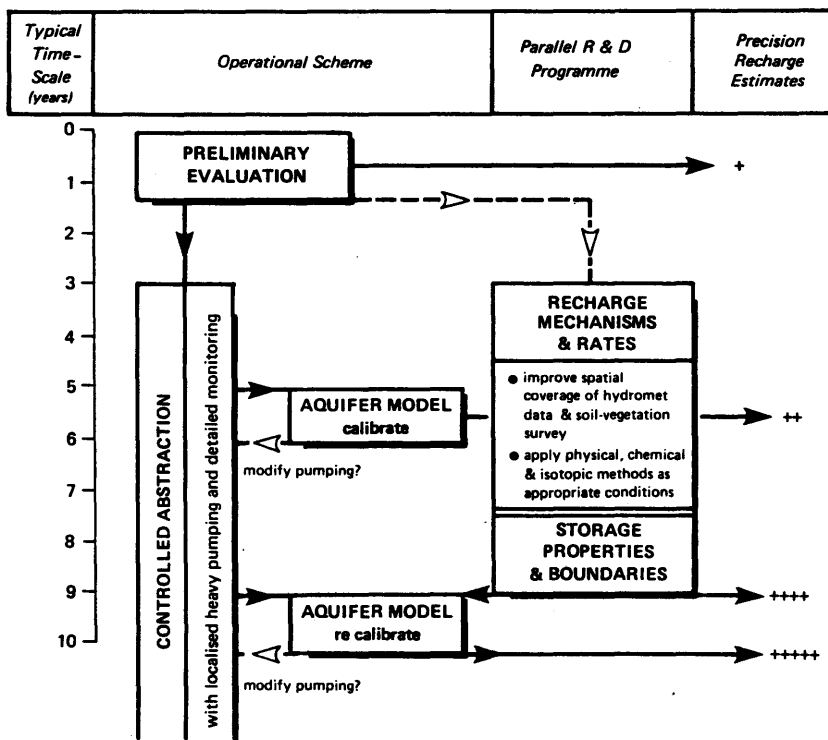 Typical
Time-
Scale
(years)
Operational Scheme
Parallel R & D
Programme
Precision
Recharge
Estimates
0
1
2
3
4
5
6
7
8
9
10
PRELIMINARY
EVALUATION
+
CONTROLLED ABSTRACTION
with localised heavy pumping and detailed monitoring
RECHARGE
MECHANISMS
& RATES
● improve spatial
coverage of hydromet
data & soil-vegetation
survey
● apply physical, chemical
& isotopic methods as
appropriate conditions
STORAGE
PROPERTIES
& BOUNDARIES
AQUIFER MODEL
calibrate
++
modify pumping?
AQUIFER MODEL
re calibrate
++++
+++++
modify pumping?